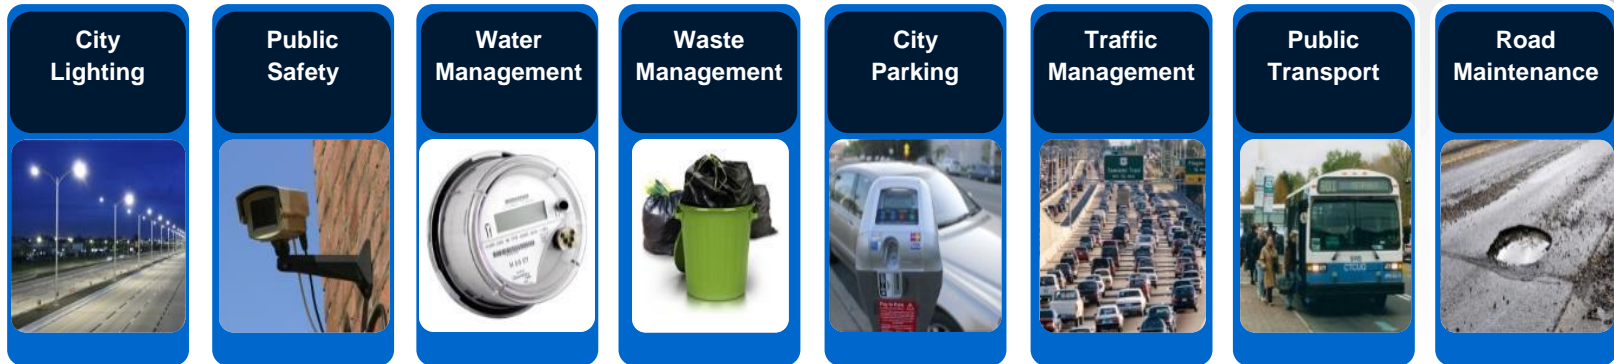 City
Lighting
Public
Safety
Water
Management
Waste
Management
City
Parking
Traffic
Management
Public
Transport
Road
Maintenance